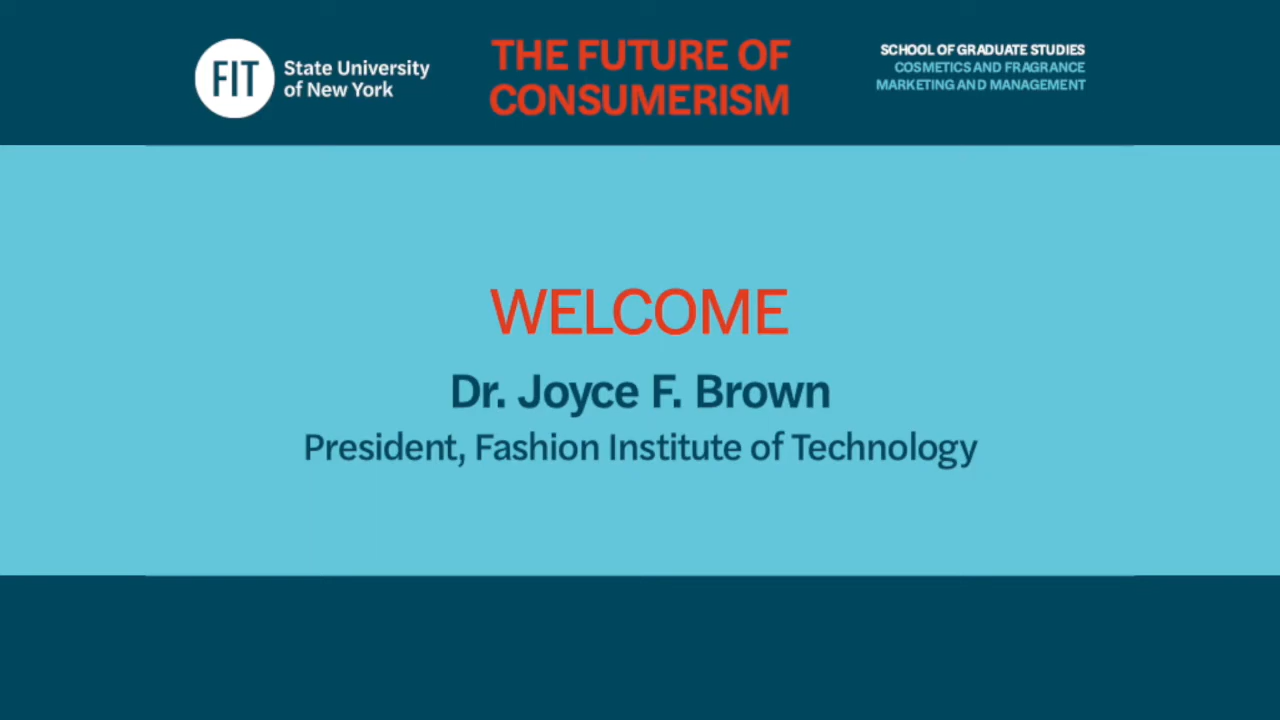 FIT
State University
of New York
THE FUTURE OF
CONSUMERISM
SCHOOL OF GRADUATE STUDIES
COSMETICS AND FRAGRANCE
MARKETING AND MANAGEMENT
WELCOME
Dr. Joyce F. Brown
President, Fashion Institute of Technology